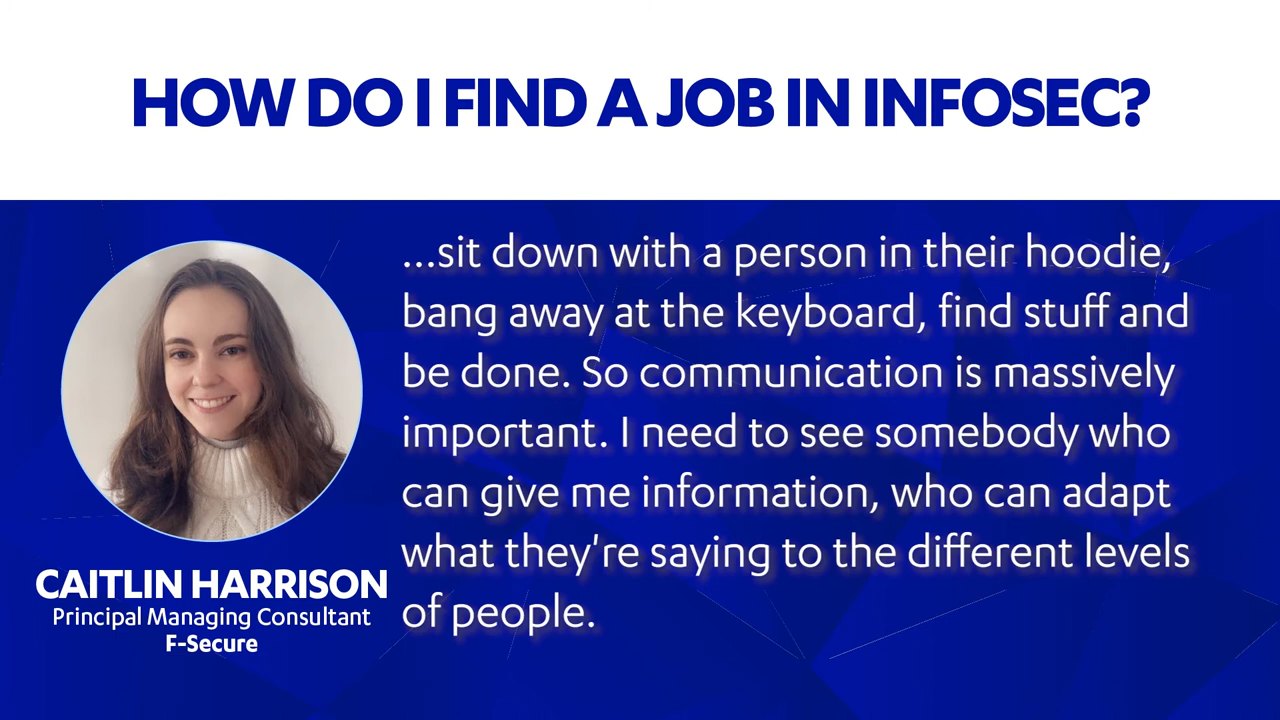 HOW DO I FIND A JOB IN INFOSEC?
...sit down with a person in their hoodie,
bang away at the keyboard, find stuff and
be done. So communication is massively
important. I need to see somebody who
can give me information, who can adapt
what they're saying to the different levels
of people.
CAITLIN HARRISON
Principal Managing Consultant
F-Secure